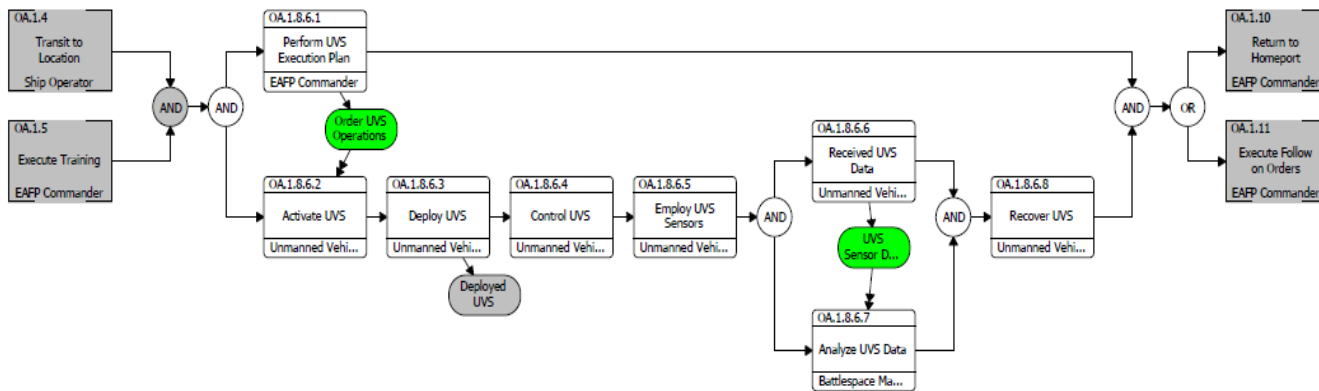 OA.1.4
Transit to
Location
Ship Operator
OA.1.5
Execute Training
EAFP Commander
AND
AND
OA.1.8.6.1
Perform UVS
Execution Plan
EAFP Commander
Order UVS
Operations
OA.1.8.6.2
Activate UVS
Unmanned Vehi...
OA.1.8.6.3
Deploy UVS
Unmanned Vehi...
Deployed
UVS
OA.1.8.6.4
Control UVS
Unmanned Vehi...
OA.1.8.6.5
Employ UVS
Sensors
Unmanned Vehi...
AND
OA.1.8.6.6
Received UVS
Data
Unmanned Vehi...
UVS
Sensor D...
OA.1.8.6.7
Analyze UVS Data
Battlespace Ma...
AND
OA.1.8.6.8
Recover UVS
Unmanned Vehi...
AND
OR
OA.1.10
Return to
Homeport
EAFP Commander
OA.1.11
Execute Follow
on Orders
EAFP Commander